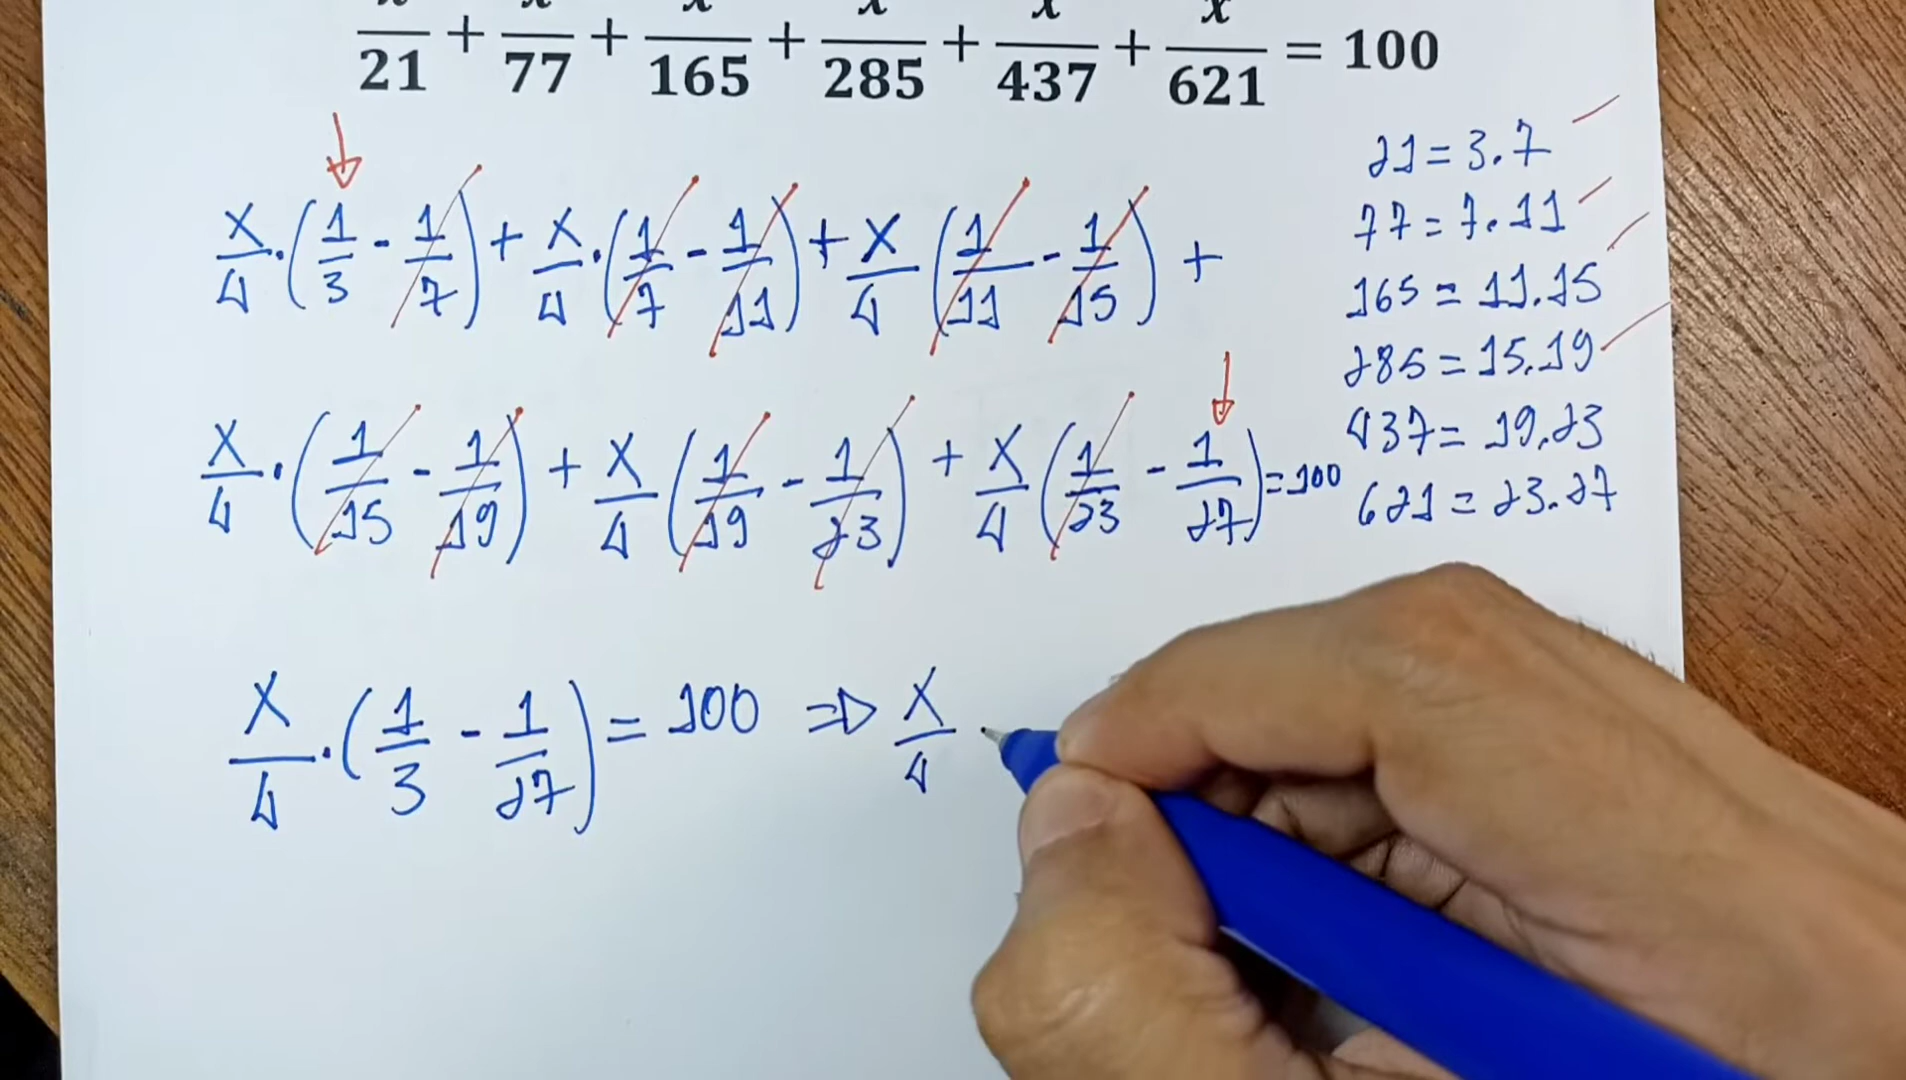 x/21 + x/77 + x/165 + x/285 + x/437 + x/621 = 100
21 = 3.7
77 = 7.11
165 = 11.15
285 = 15.19
437 = 19.23
621 = 23.27
x/4 · (1/3 - 1/7) + x/4 · (1/7 - 1/11) + x/4 (1/11 - 1/15) +
x/4 · (1/15 - 1/19) + x/4 (1/19 - 1/23) + x/4 (1/23 - 1/27) = 100
x/4 · (1/3 - 1/27) = 100 ⇒ x/4 ·